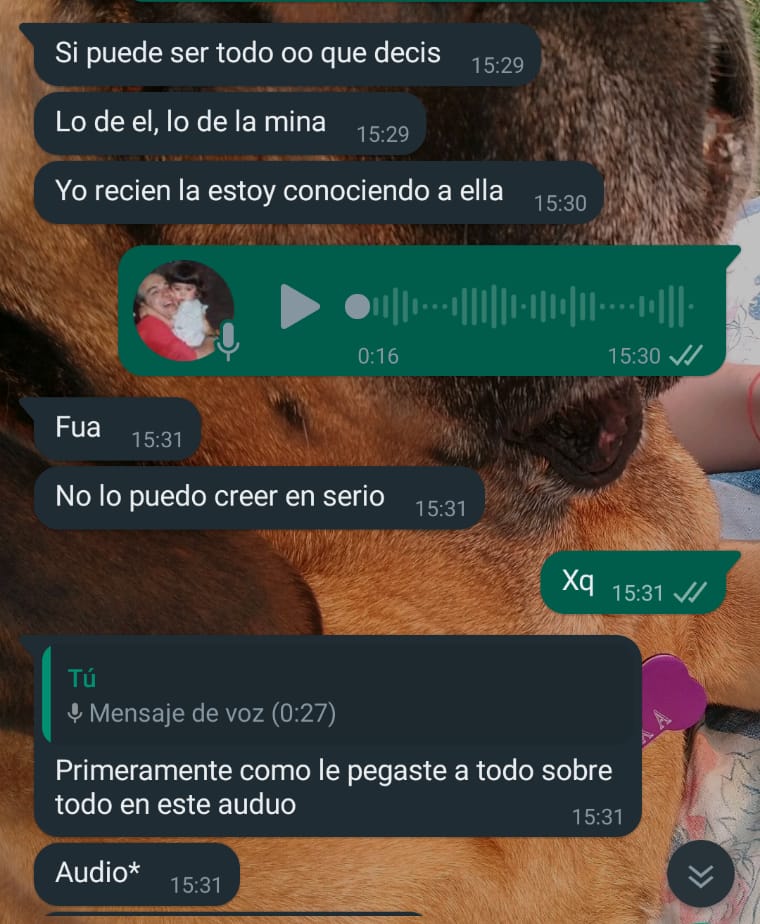 Si puede ser todo oo que decis
15:29
Lo de el, lo de la mina
15:29
Yo recien la estoy conociendo a ella
15:30
0:16
15:30
Fua
15:31
No lo puedo creer en serio
15:31
Xq
15:31
Tú
Mensaje de voz (0:27)
Primeramente como le pegaste a todo sobre
todo en este auduo
15:31
Audio*
15:31